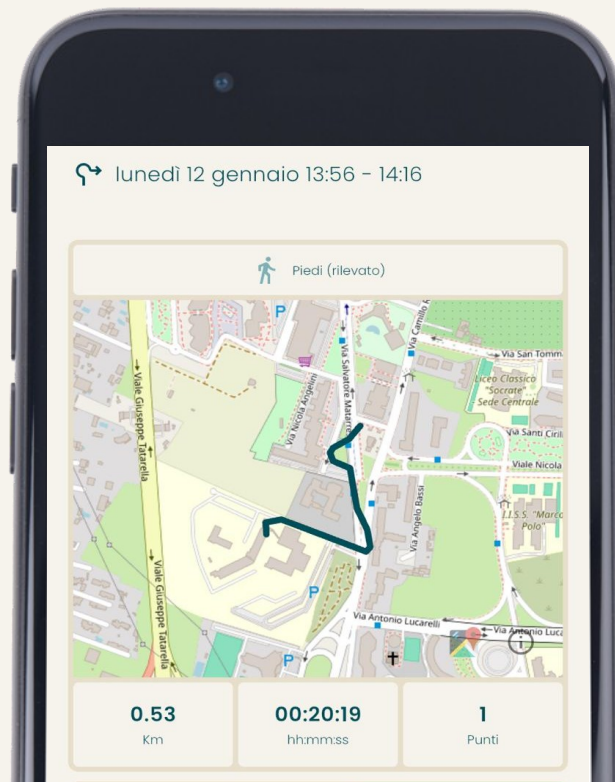 lunedì 12 gennaio 13:56 - 14:16
Piedi (rilevato)
P
Via Camillo R
Via San Tomm
Via Salvatore Matarre
Liceo Classico
"Socrate"
Sede Centrale
Viale Giuseppe Tatarella
Via Nicola Angelini
Via Santi Ciril
Viale Nicola
Via Angelo Bassi
I.I.S.S. "Marco
Polo"
Viale Giuseppe Tatarella
P
Via Antonio Lucarelli
Via Antonio Luca
P
i
0.53
Km
00:20:19
hh:mm:ss
1
Punti